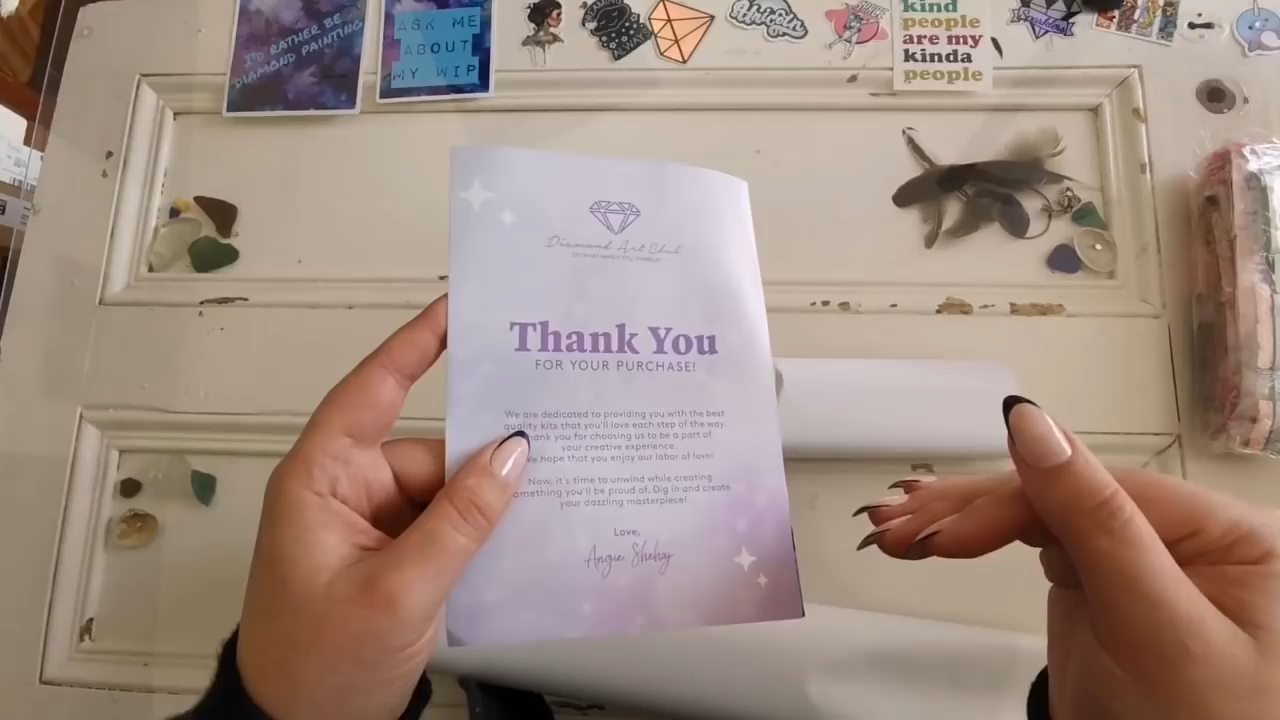 I'D RATHER BE
DIAMOND PAINTING
ASK ME
ABOUT
MY WIP
kind
people
are my
kinda
people
Diamond Art Club
Thank You
FOR YOUR PURCHASE!
We are dedicated to providing you with the best
quality kits that you'll love each step of the way.
hank you for choosing us to be a part of
your creative experience.
e hope that you enjoy our labor of love!
Now, it's time to unwind while creating
omething you'll be proud of. Dig in and create
your dazzling masterpiece!
Love,
Angie Shehy